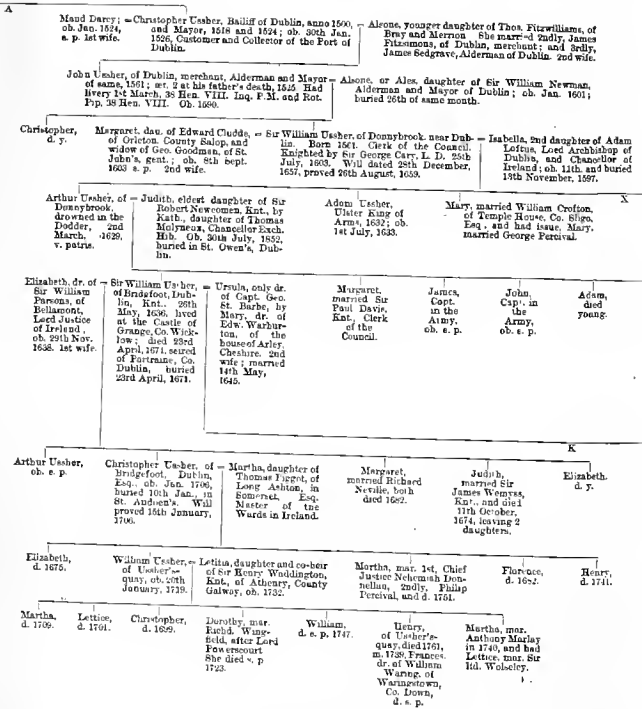 A
Maud Darcy;
ob. Jan. 1524,
s. p. 1st wife.
= Christopher Ussher, Bailiff of Dublin, anno 1500,
and Mayor, 1518 and 1524; ob. 30th Jan.
1526, Customer and Collector of the Port of
Dublin.
= Alsone, younger daughter of Thos. Fitzwilliams, of
Bray and Merrion She married 2ndly, James
Fitzsimons, of Dublin, merchant; and 3rdly,
James Sedgrave, Alderman of Dublin. 2nd wife.
John Ussher, of Dublin, merchant, Alderman and Mayor
of same, 1561; æt. 2 at his father's death, 1525 Had
livery 1st March, 38 Hen. VIII. Inq. P.M. and Rot.
Pip. 38 Hen. VIII. Ob. 1590.
= Alsone, or Ales, daughter of Sir William Newman,
Alderman and Mayor of Dublin; ob. Jan. 1601;
buried 26th of same month.
Christopher,
d. y.
Margaret, dau. of Edward Cludde,
of Orleton, County Salop, and
widow of Geo. Goodman, of St.
John's, gent.; ob. 8th Sept.
1603 s. p. 2nd wife.
= Sir William Ussher, of Donnybrook, near Dub-
lin. Born 1561. Clerk of the Council.
Knighted by Sir George Cary, L. D. 25th
July, 1603. Will dated 28th December,
1657, proved 26th August, 1659.
= Isabella, 2nd daughter of Adam
Loftus, Lord Archbishop of
Dublin, and Chancellor of
Ireland; ob. 11th, and buried
13th November, 1597.
X
Arthur Ussher, of
Donnybrook,
drowned in the
Dodder, 2nd
March, 1629,
v. patris.
= Judith, eldest daughter of Sir
Robert Newcomen, Knt., by
Kath., daughter of Thomas
Molyneux, Chancellor Exch.
Hib. Ob. 30th July, 1652,
buried in St. Owen's, Dub-
lin.
Adam Ussher,
Ulster King of
Arms, 1632; ob.
1st July, 1633.
Mary, married William Crofton,
of Temple House, Co. Sligo,
Esq., and had issue, Mary,
married George Percival.
Elizabeth, dr. of
Sir William
Parsons, of
Bellamont,
Lord Justice
of Ireland,
ob. 29th Nov.
1638. 1st wife.
= Sir William Ussher,
of Bridgfoot, Dub-
lin, Knt.. 26th
May, 1636, lived
at the Castle of
Grange, Co. Wick-
low; died 23rd
April, 1671, seized
of Portraine, Co.
Dublin, buried
23rd April, 1671.
= Ursula, only dr.
of Capt. Geo.
St. Barbe, by
Mary, dr. of
Edw. Warbur-
ton, of the
house of Arley,
Cheshire. 2nd
wife; married
14th May,
1645.
Margaret,
married Sir
Paul Davis,
Knt., Clerk
of the
Council.
James,
Capt.
in the
Army,
ob. s. p.
John,
Capt. in
the
Army,
ob. s. p.
Adam,
died
young.
K
Arthur Ussher,
ob. s. p.
Christopher Ussher, of
Bridgefoot, Dublin,
Esq., ob. Jan. 1706,
buried 10th Jan., in
St. Andoen's. Will
proved 15th January,
1706.
= Martha, daughter of
Thomas Piggot, of
Long Ashton, in
Somerset, Esq.
Master of the
Wards in Ireland.
Margaret,
married Richard
Neville, both
died 1682.
Judith,
married Sir
James Wemyss,
Knt., and died
11th October,
1674, leaving 2
daughters.
Elizabeth.
d. y.
Elizabeth,
d. 1675.
William Ussher,
of Ussher's-
quay, ob. 20th
January, 1719.
= Letitia, daughter and co-heir
of Sir Henry Waddington,
Knt., of Athenry, County
Galway, ob. 1732.
Martha, mar. 1st, Chief
Justice Nehemiah Don-
nellan, 2ndly, Philip
Percival, and d. 1751.
Florence,
d. 1682.
Henry,
d. 1741.
Martha,
d. 1709.
Lettice,
d. 1701.
Christopher,
d. 1699.
Dorothy, mar.
Richd. Wing-
field, after Lord
Powerscourt
She died s. p
1723.
William,
d. s. p. 1747.
Henry,
of Ussher's-
quay, died 1761,
m. 1739, Frances,
dr. of William
Waring, of
Waringstown,
Co. Down,
d. s. p.
Martha, mar.
Anthony Marlay
in 1740, and had
Lettice, mar. Sir
Rd. Wolseley.